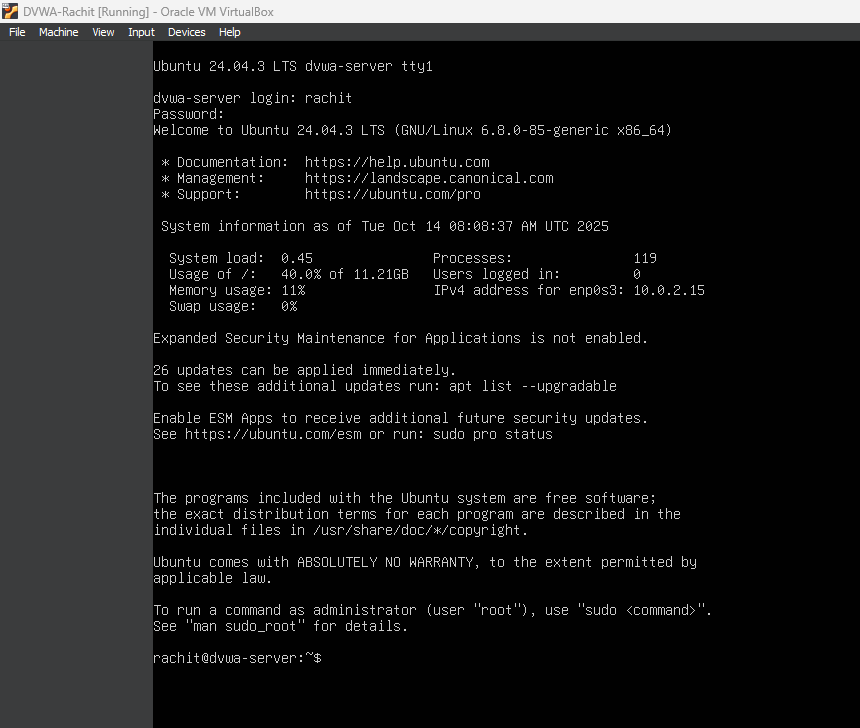 DVWA-Rachit [Running] - Oracle VM VirtualBox
File Machine View Input Devices Help
Ubuntu 24.04.3 LTS dvwa-server tty1
dvwa-server login: rachit
Password:
Welcome to Ubuntu 24.04.3 LTS (GNU/Linux 6.8.0-85-generic x86_64)
* Documentation: https://help.ubuntu.com
* Management: https://landscape.canonical.com
* Support: https://ubuntu.com/pro
System information as of Tue Oct 14 08:08:37 AM UTC 2025
System load: 0.45 Processes: 119
Usage of /: 40.0% of 11.21GB Users logged in: 0
Memory usage: 11% IPv4 address for enp0s3: 10.0.2.15
Swap usage: 0%
Expanded Security Maintenance for Applications is not enabled.
26 updates can be applied immediately.
To see these additional updates run: apt list --upgradable
Enable ESM Apps to receive additional future security updates.
See https://ubuntu.com/esm or run: sudo pro status
The programs included with the Ubuntu system are free software;
the exact distribution terms for each program are described in the
individual files in /usr/share/doc/*/copyright.
Ubuntu comes with ABSOLUTELY NO WARRANTY, to the extent permitted by
applicable law.
To run a command as administrator (user "root"), use "sudo <command>".
See "man sudo_root" for details.
rachit@dvwa-server:~$